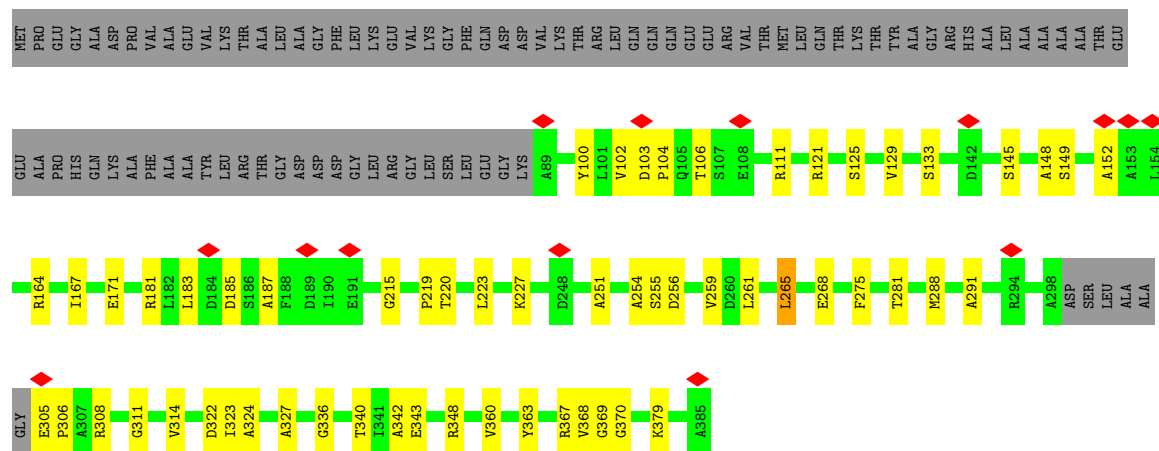 MET PRO GLU GLY ALA ASP PRO VAL ALA GLU VAL LYS THR ALA LEU ALA GLY PHE LEU LYS GLU VAL LYS GLY PHE GLN ASP ASP VAL LYS THR ARG LEU GLN GLN GLN GLU GLU ARG VAL THR MET LEU GLN THR LYS THR TYR ALA GLY ARG HIS ALA LEU ALA ALA ALA ALA THR GLU
GLU ALA PRO HIS GLN LYS ALA PHE ALA ALA TYR LEU ARG THR GLY ASP ASP ASP GLY LEU ARG GLY LEU SER LEU GLU GLY LYS A89 Y100 L101 V102 D103 P104 Q105 T106 S107 E108 R111 R121 S125 V129 S133 D142 S145 A148 S149 A152 A153 L154
R164 I167 E171 R181 L182 L183 D184 D185 S186 A187 F188 D189 I190 E191 G215 P219 T220 L223 K227 D248 A251 A254 S255 D256 V259 D260 L261 L265 E268 F275 T281 M288 A291 R294 A298 ASP SER LEU ALA ALA
GLY E305 P306 A307 R308 G311 V314 D322 I323 A324 A327 G336 T340 I341 A342 E343 R348 V360 Y363 R367 V368 G369 G370 K379 A385